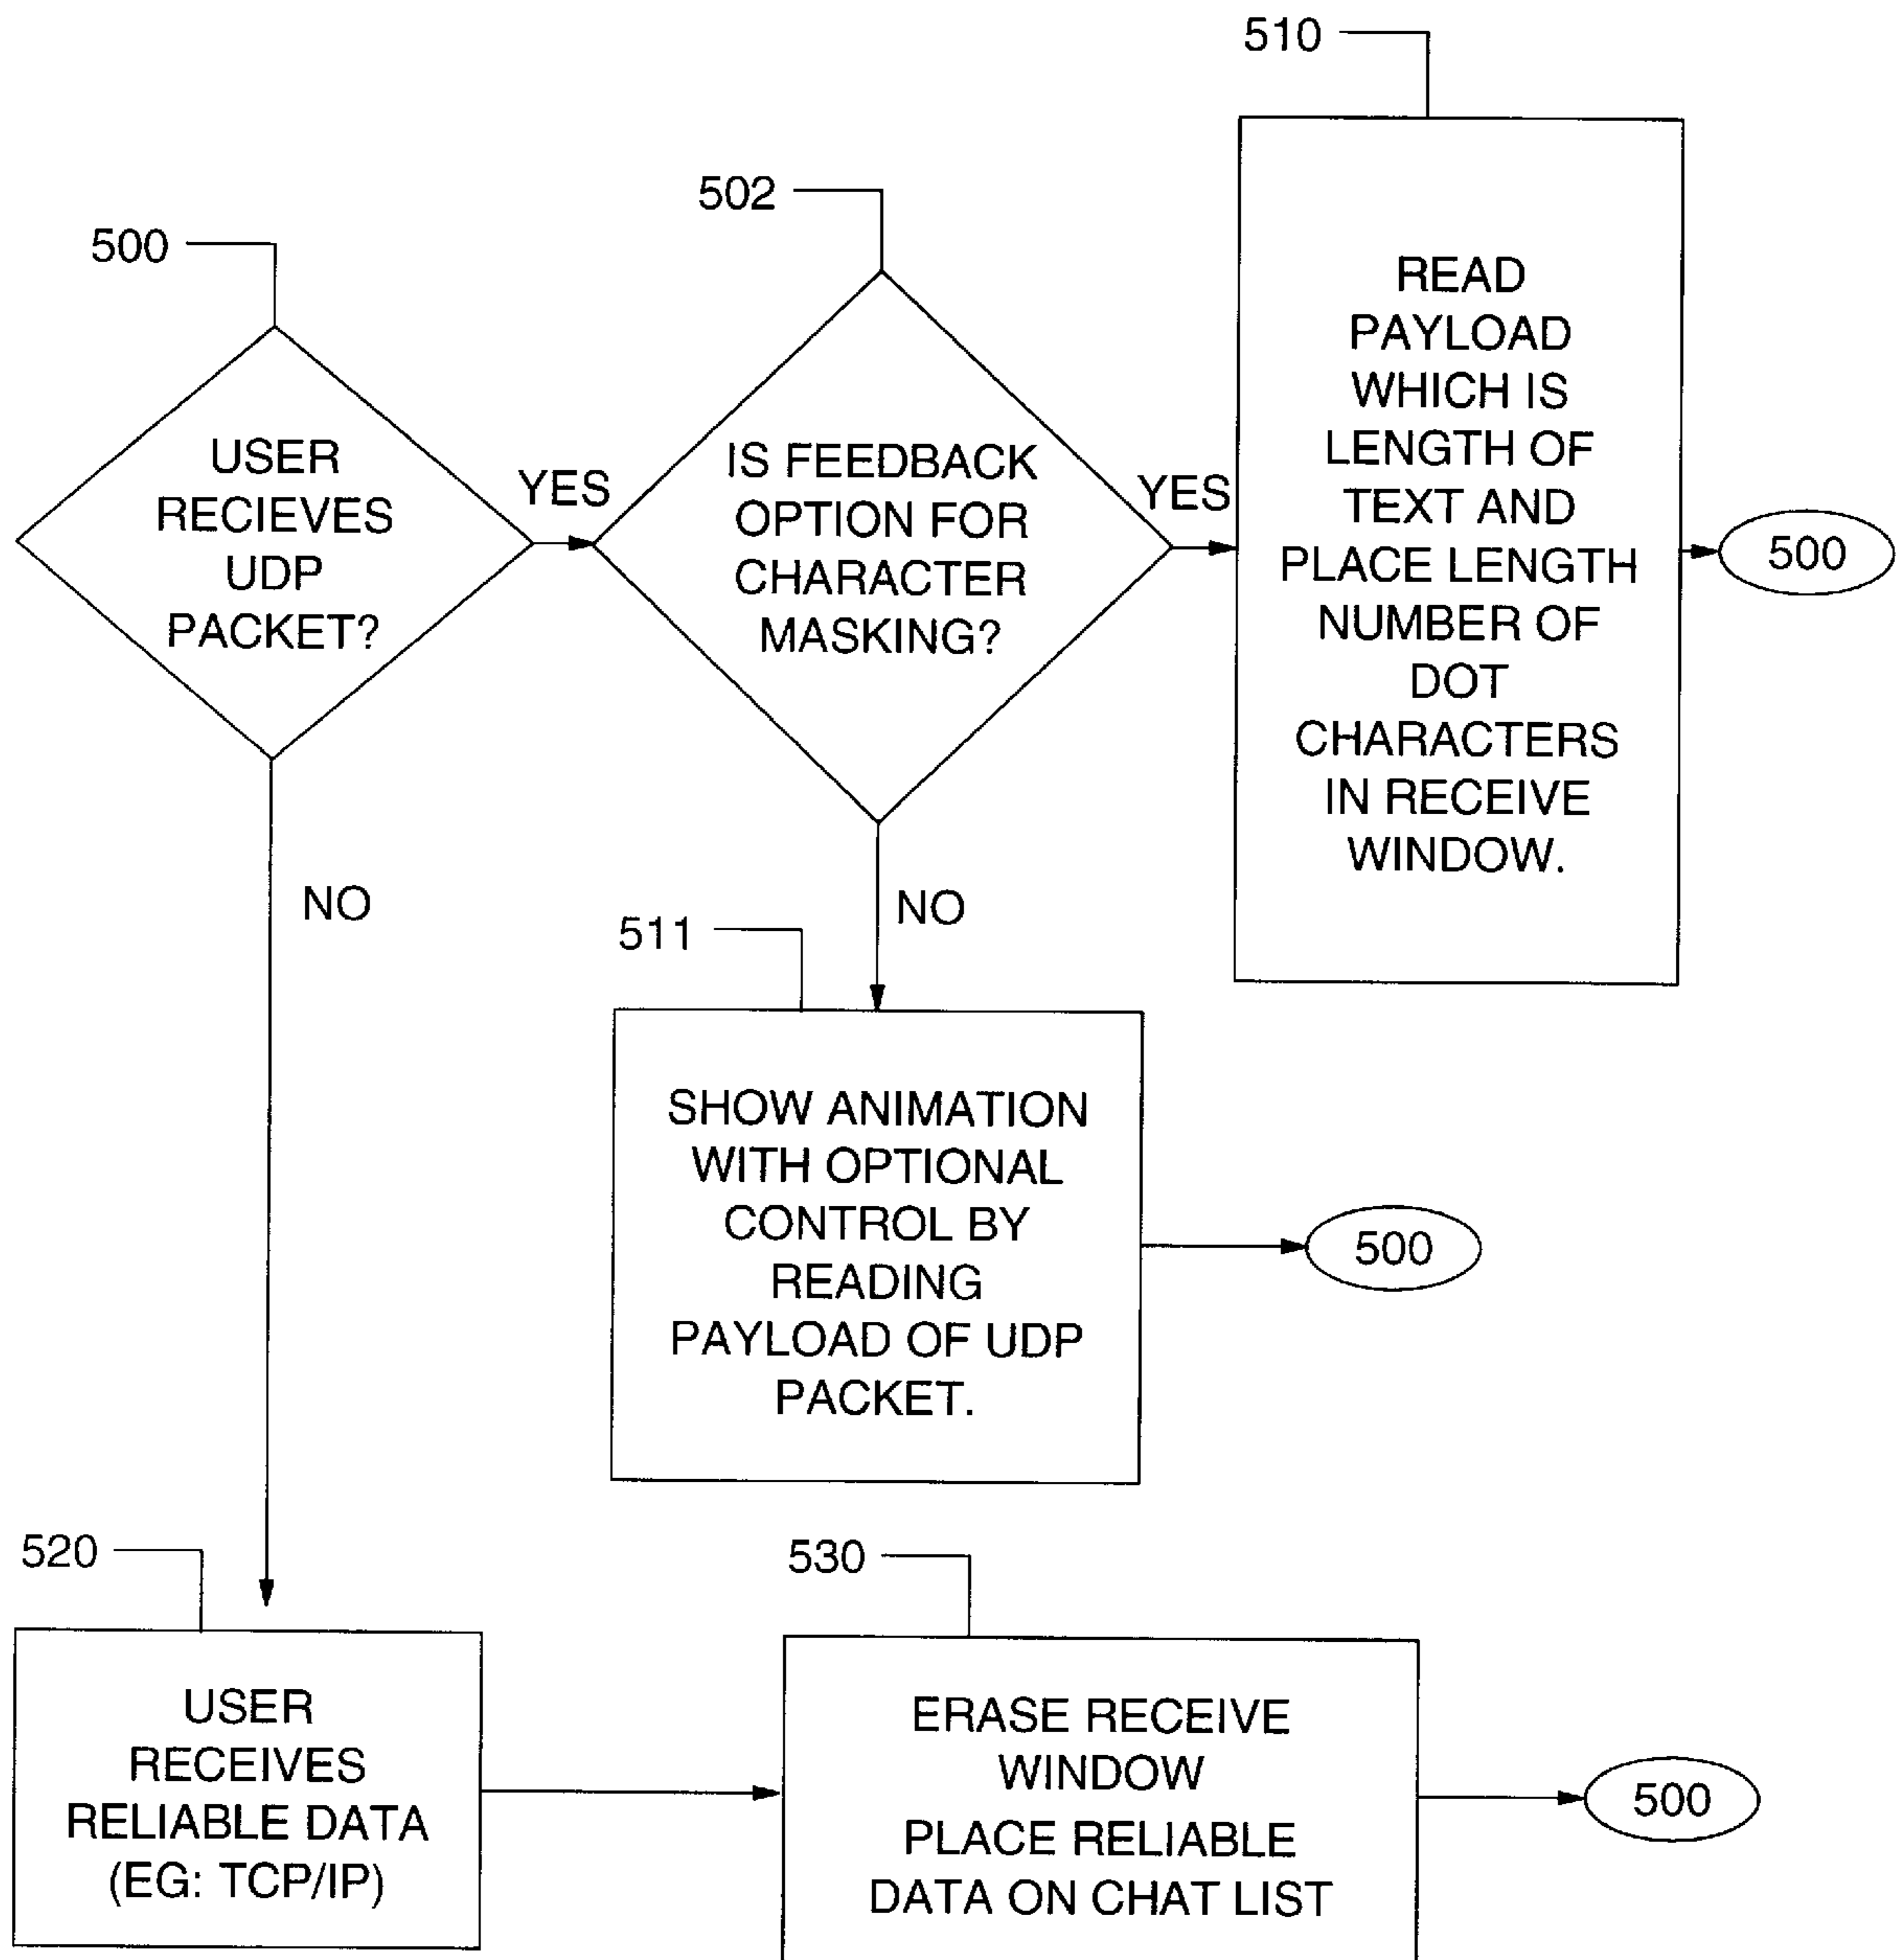 510
502
500
READ
PAYLOAD
WHICH IS
LENGTH OF
TEXT AND
PLACE LENGTH
NUMBER OF
DOT
CHARACTERS
IN RECEIVE
WINDOW.
USER
RECIEVES
UDP
PACKET?
YES
IS FEEDBACK
OPTION FOR
CHARACTER
MASKING?
YES
500
NO
NO
511
SHOW ANIMATION
WITH OPTIONAL
CONTROL BY
READING
PAYLOAD OF UDP
PACKET.
500
520
530
USER
RECEIVES
RELIABLE DATA
(EG: TCP/IP)
ERASE RECEIVE
WINDOW
PLACE RELIABLE
DATA ON CHAT LIST
500